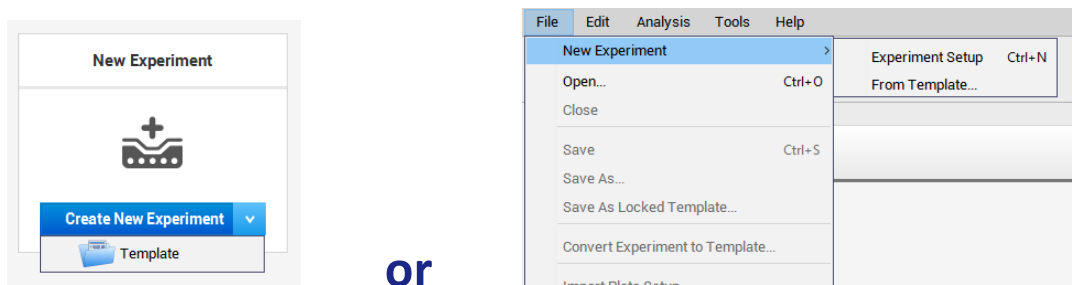 New Experiment
Create New Experiment
Template
or
File Edit Analysis Tools Help
New Experiment
Experiment Setup Ctrl+N
From Template...
Open... Ctrl+O
Close
Save Ctrl+S
Save As...
Save As Locked Template...
Convert Experiment to Template...